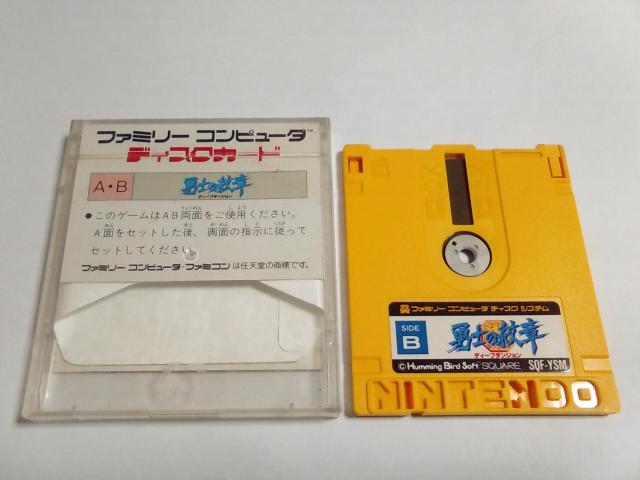 ファミリー コンピュータ™
ディスクカード
A・B
勇士の紋章
ディープダンジョン
●このゲームはAB両面をご使用ください。
A面をセットした後、画面の指示に従って
セットしてください。
ファミリー コンピュータ・ファミコンは任天堂の商標です。
ファミリー コンピュータ ディスク システム
SIDE
B
勇士の紋章
ディープダンジョン
©Humming Bird Soft SQUARE SQF-YSM
NINTENDO